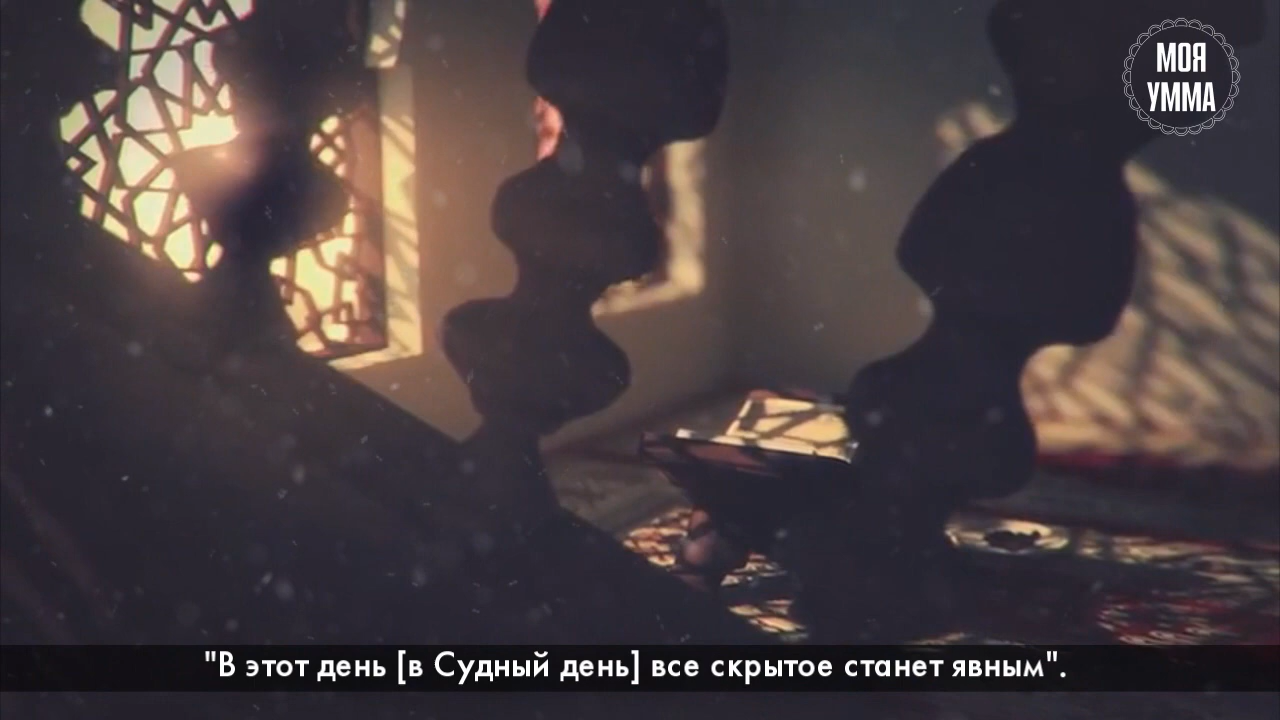 МОЯ
УММА
"В этот день [в Судный день] все скрытое станет явным".